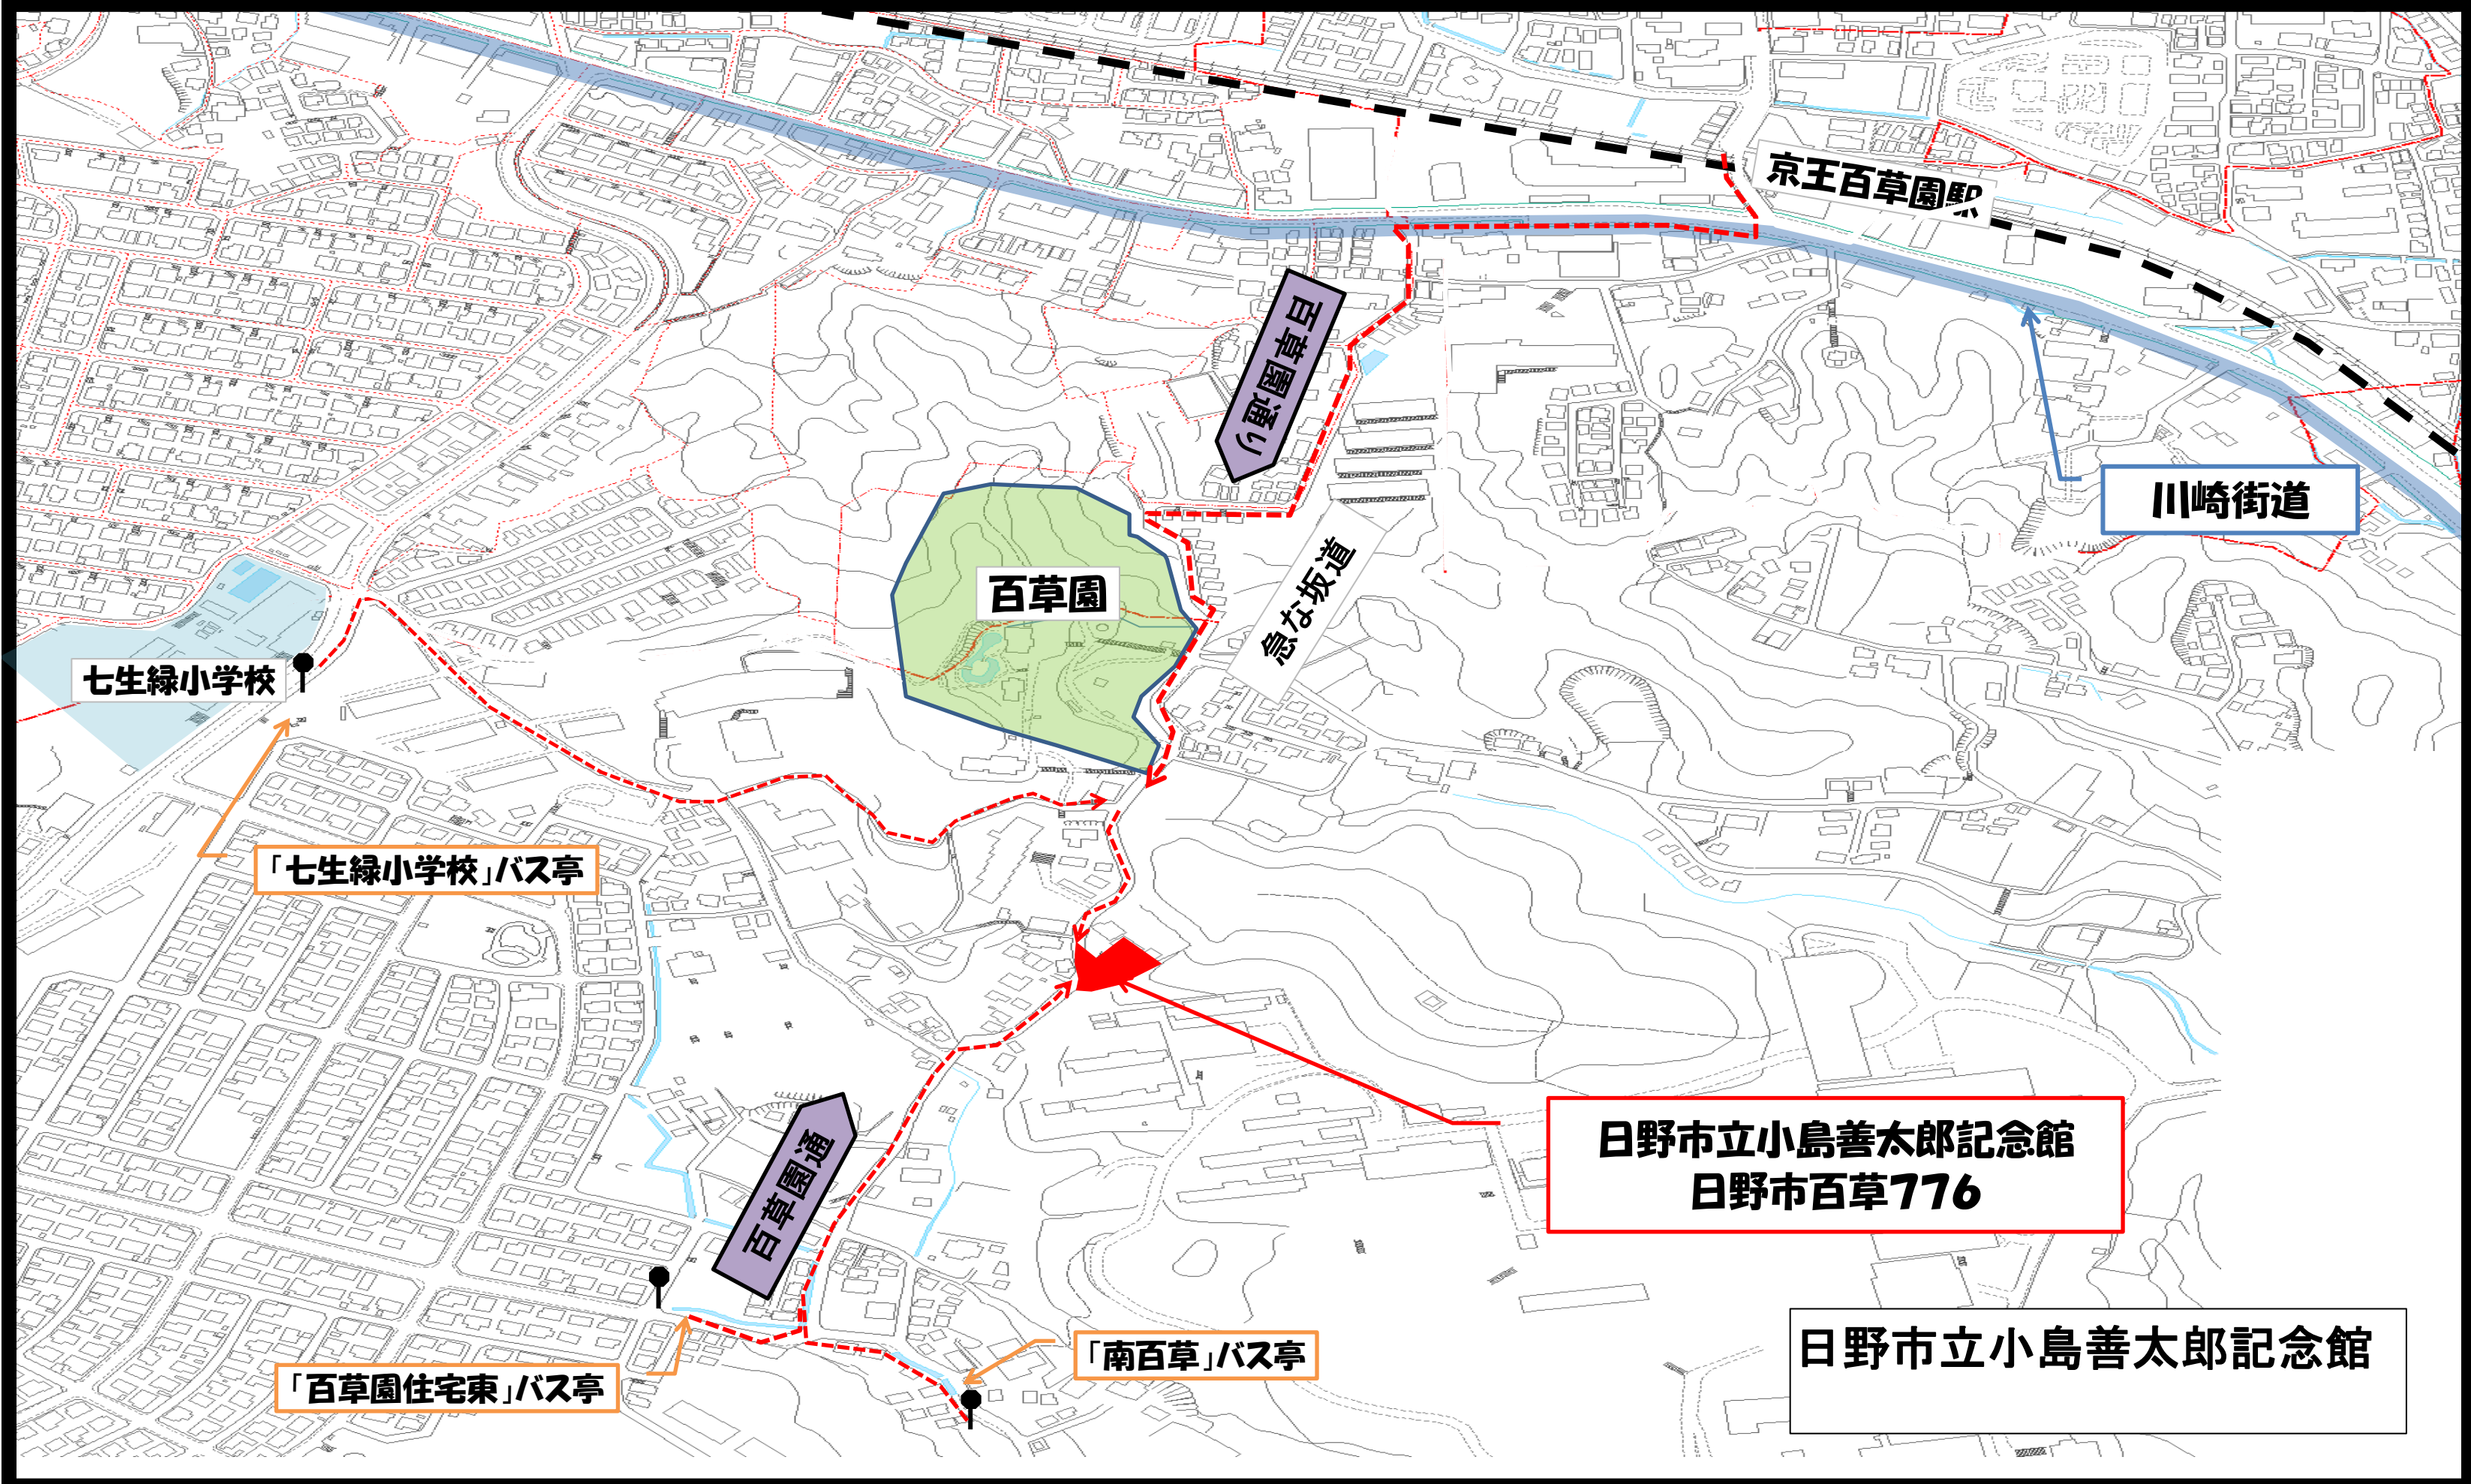 京王百草園駅
百草園通り
川崎街道
急な坂道
百草園
七生緑小学校
「七生緑小学校」バス亭
百草園通
日野市立小島善太郎記念館
日野市百草776
「南百草」バス亭
「百草園住宅東」バス亭
日野市立小島善太郎記念館